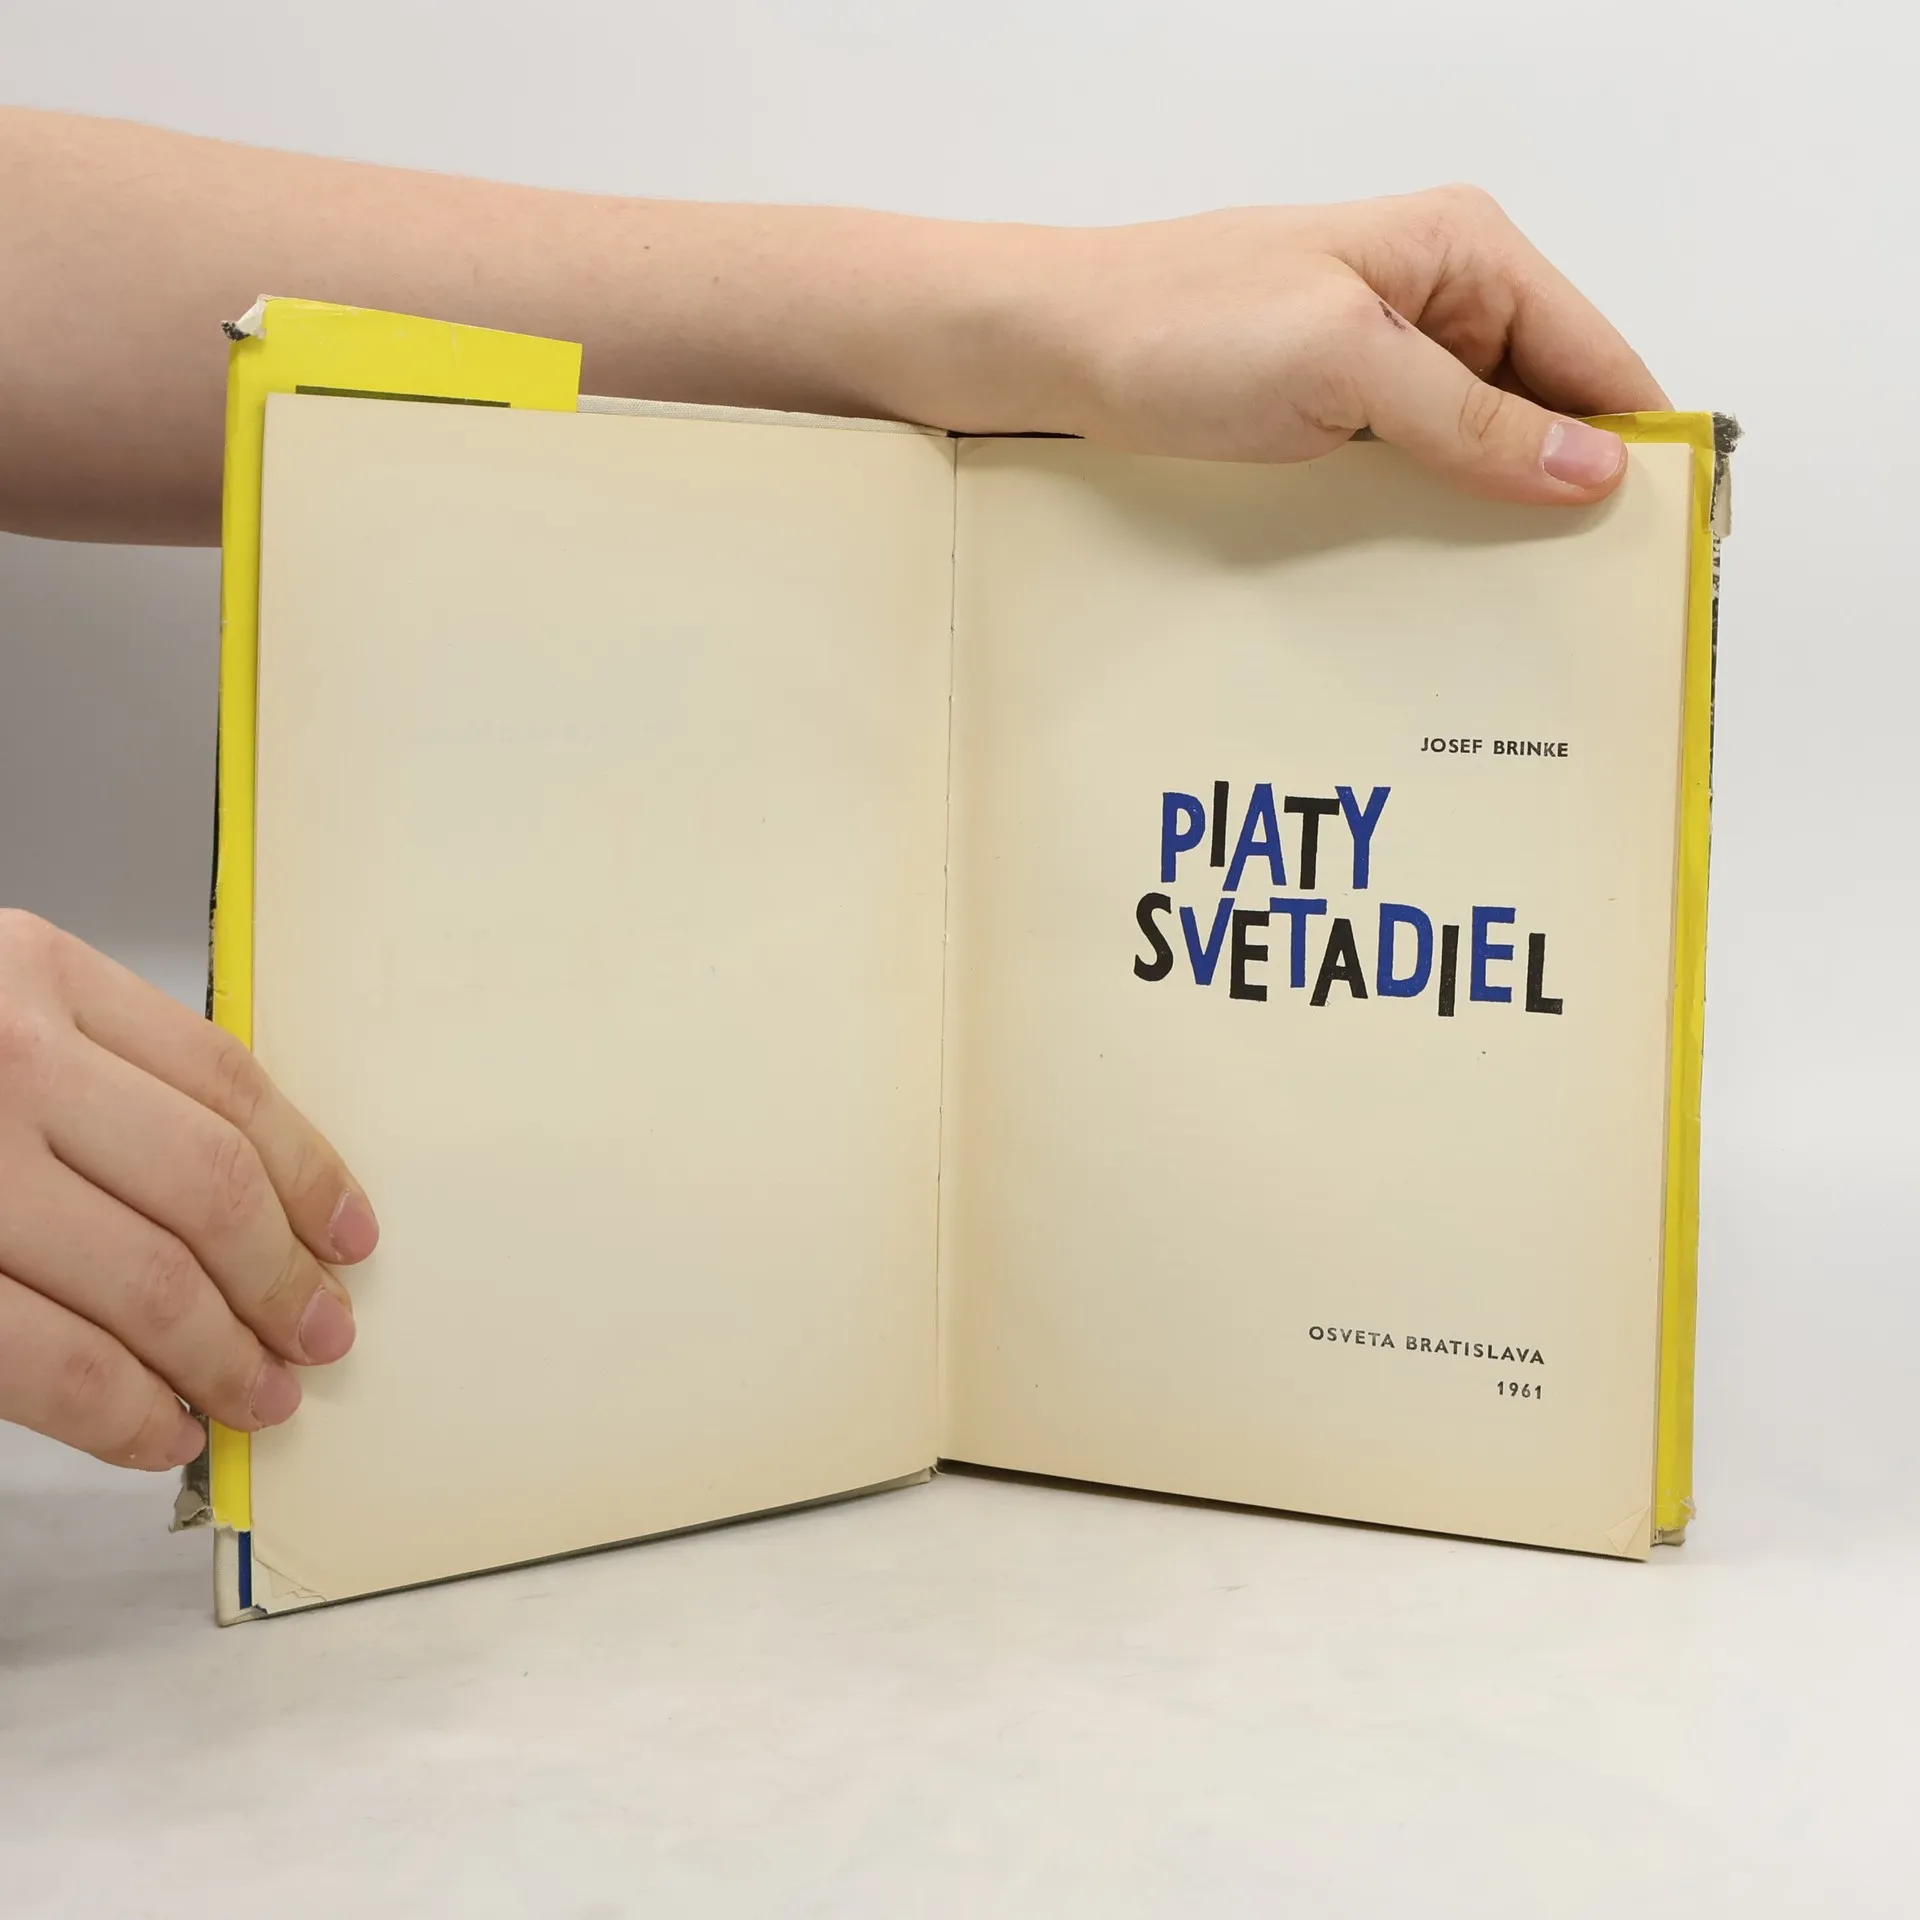 JOSEF BRINKE
PIATY
SVETADIEL
OSVETA BRATISLAVA
1961